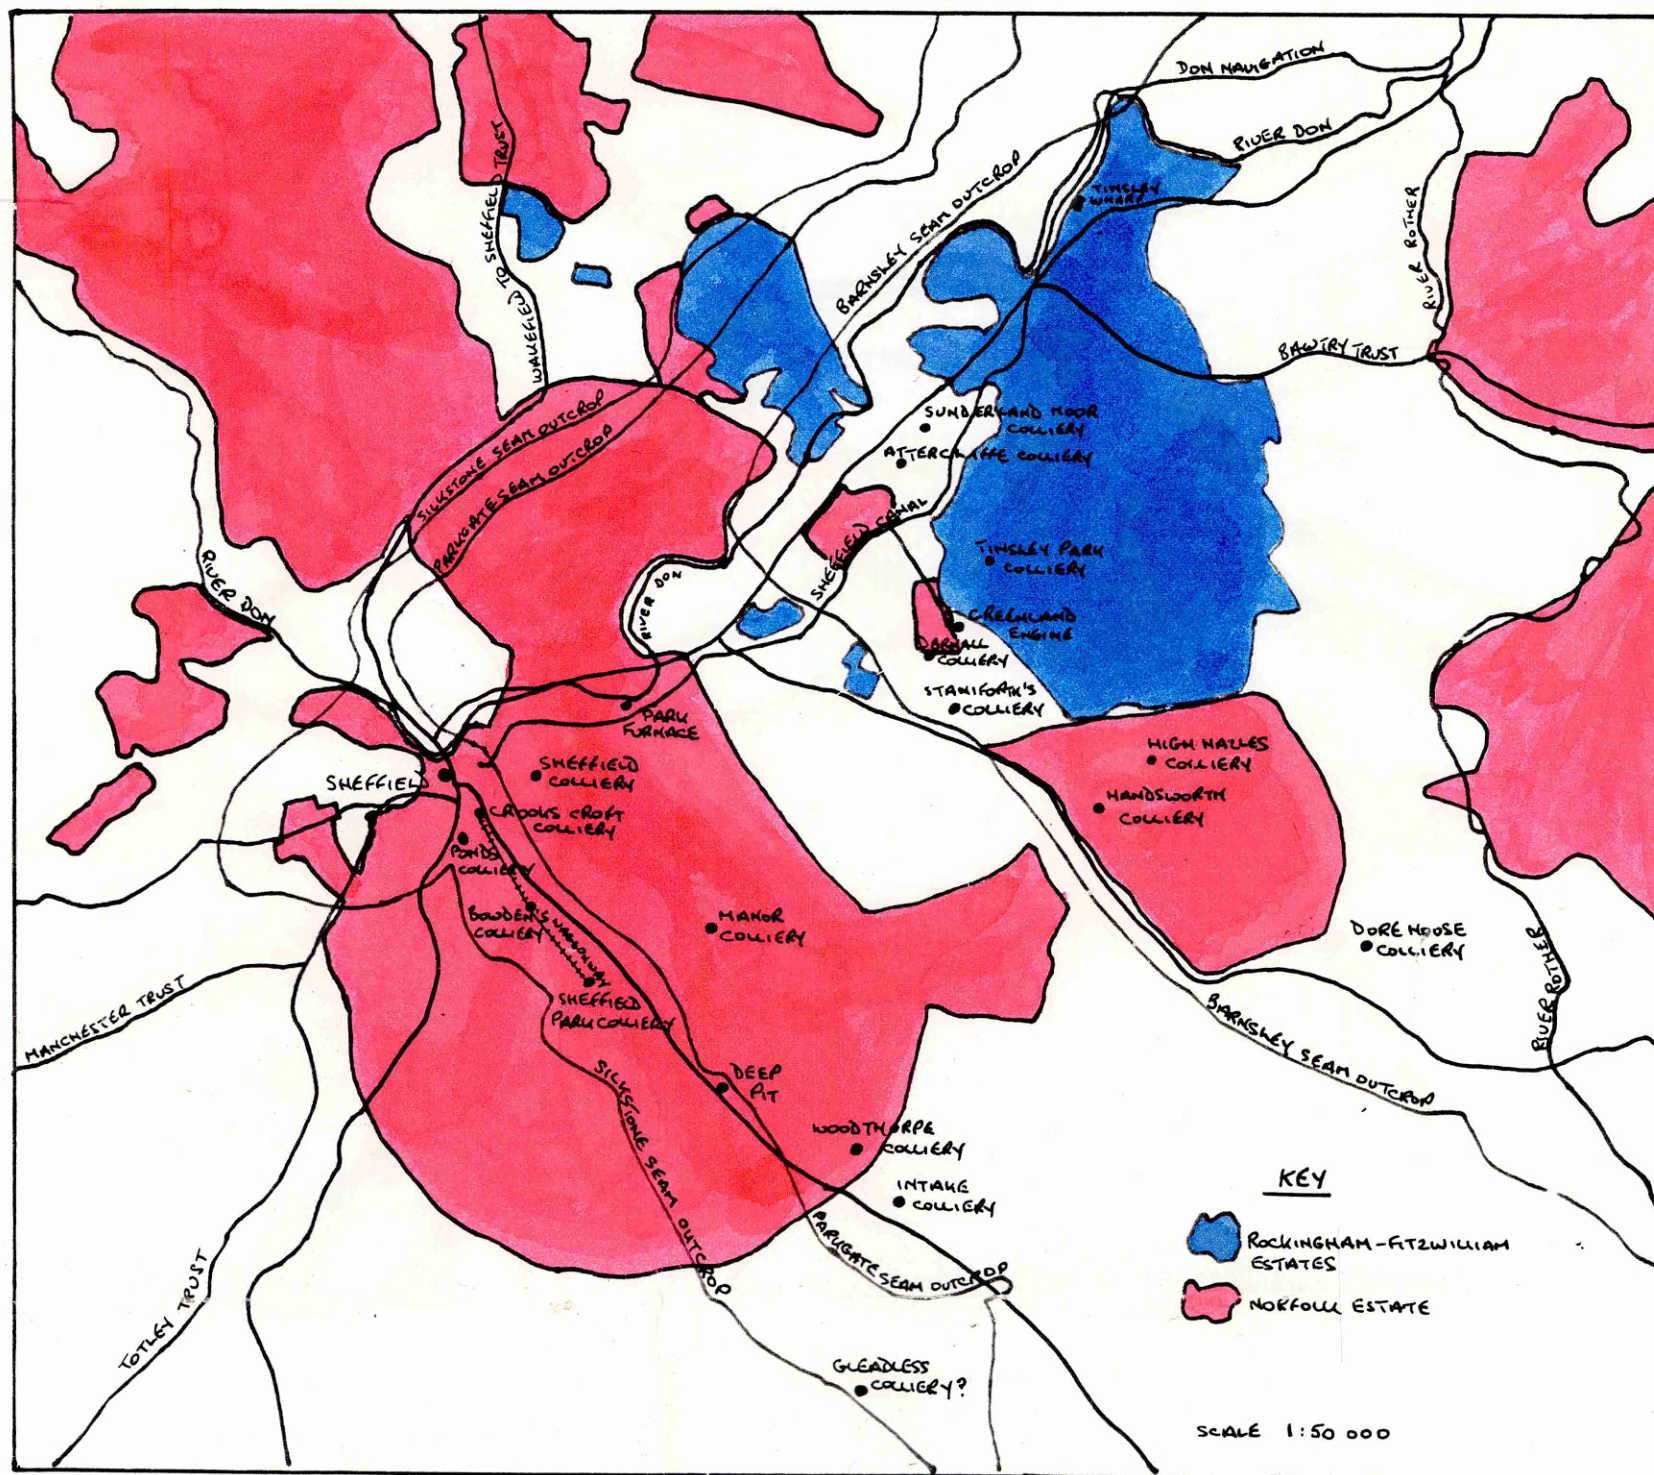 DON NAVIGATION
RIVER DON
TINSLEY
WHARF
WAKEFIELD TO SHEFFIELD TRUST
BARNSLEY SEAM OUTCROP
RIVER ROTHER
BAWTRY TRUST
SILKSTONE SEAM OUTCROP
PARKGATE SEAM OUTCROP
SUNDERLAND MOOR
COLLIERY
ATTERCLIFFE COLLIERY
SHEFFIELD CANAL
TINSLEY PARK
COLLIERY
RIVER DON
RIVER DON
GREENLAND
ENGINE
DARNALL
COLLIERY
STANIFORTH'S
COLLIERY
PARK
FURNACE
SHEFFIELD
SHEFFIELD
COLLIERY
HIGH HAZLES
COLLIERY
HANDSWORTH
COLLIERY
CROOKS CROFT
COLLIERY
PONDS
COLLIERY
BOWDEN'S
COLLIERY
WAGGONWAY
MANOR
COLLIERY
DORE HOUSE
COLLIERY
SHEFFIELD
PARK COLLIERY
MANCHESTER TRUST
RIVER ROTHER
BARNSLEY SEAM OUTCROP
DEEP
PIT
SILKSTONE SEAM OUTCROP
WOODTHORPE
COLLIERY
INTAKE
COLLIERY
PARKGATE SEAM OUTCROP
TOTLEY TRUST
GLEADLESS
COLLIERY?
KEY
ROCKINGHAM-FITZWILLIAM
ESTATES
NORFOLK ESTATE
SCALE 1:50 000